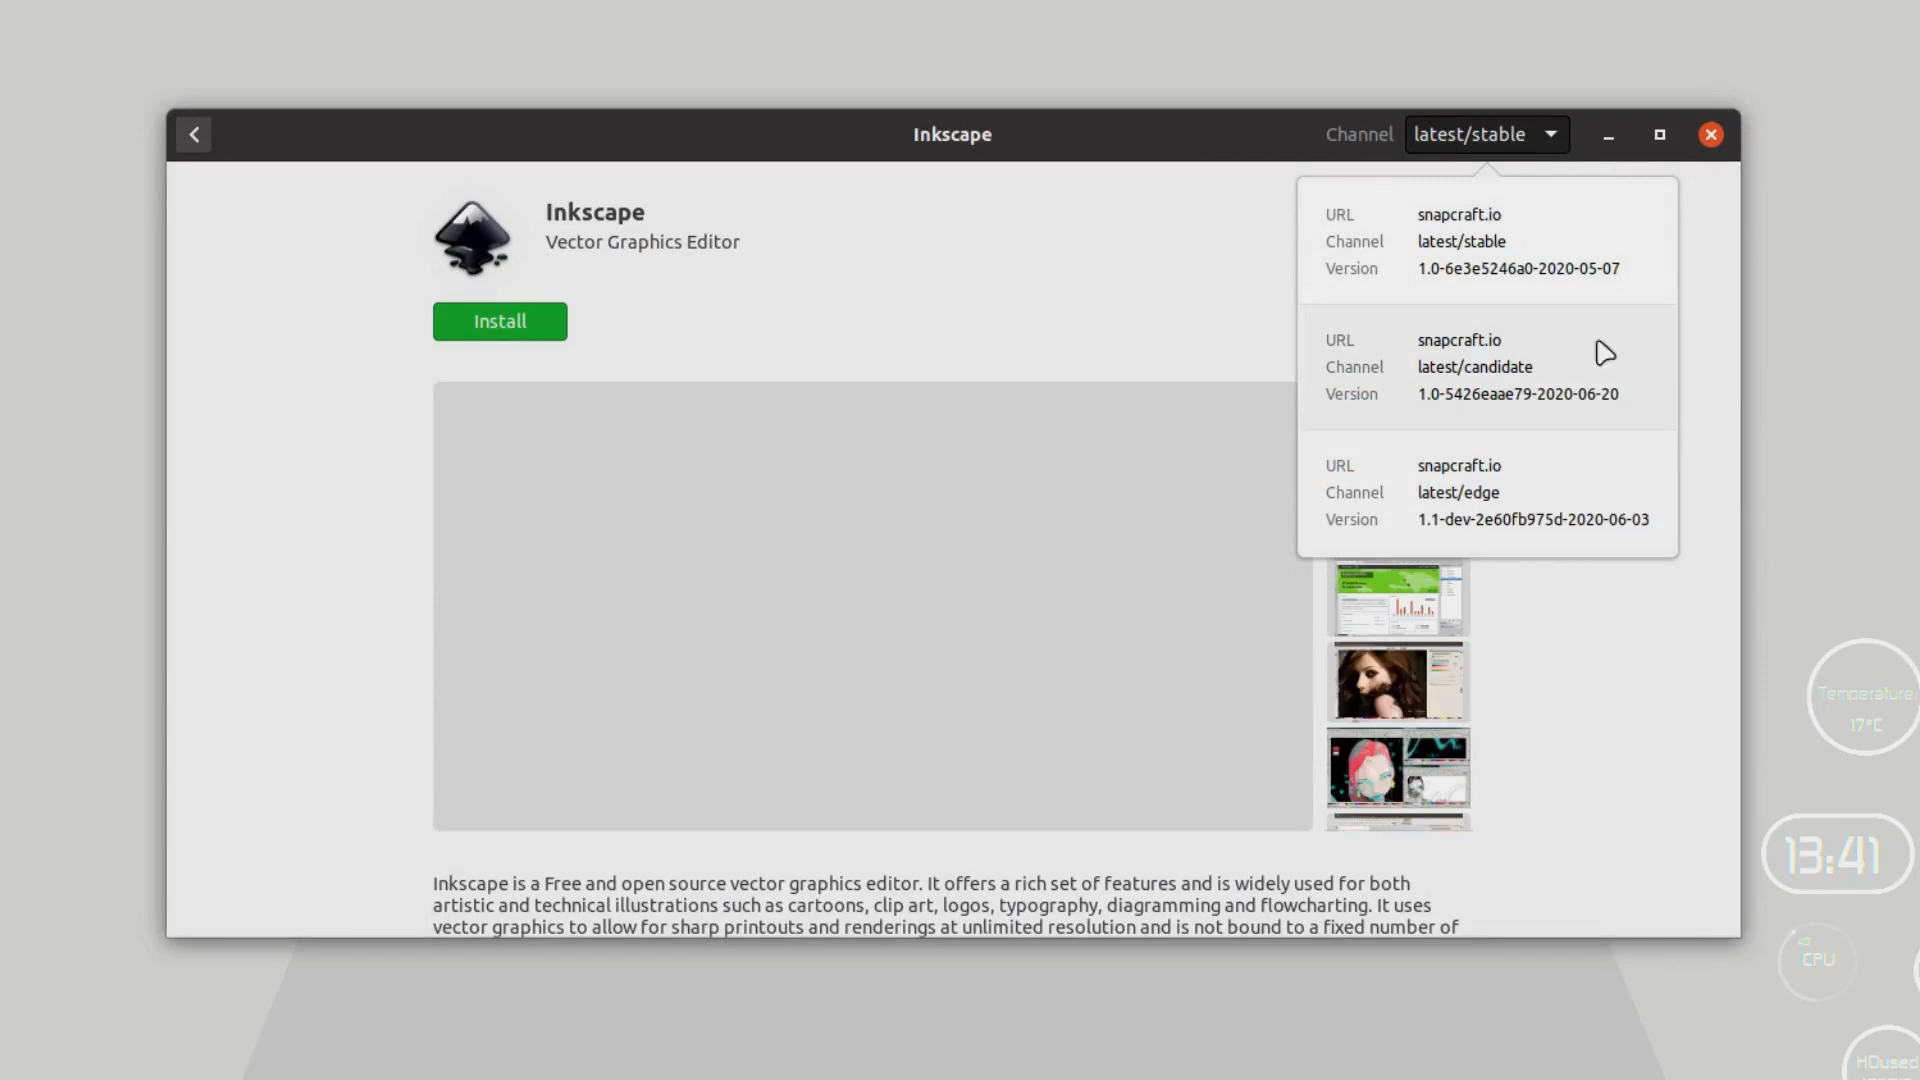 Inkscape
Channel latest/stable
Inkscape
Vector Graphics Editor
Install
URL snapcraft.io
Channel latest/stable
Version 1.0-6e3e5246a0-2020-05-07
URL snapcraft.io
Channel latest/candidate
Version 1.0-5426eaae79-2020-06-20
URL snapcraft.io
Channel latest/edge
Version 1.1-dev-2e60fb975d-2020-06-03
Inkscape is a Free and open source vector graphics editor. It offers a rich set of features and is widely used for both
artistic and technical illustrations such as cartoons, clip art, logos, typography, diagramming and flowcharting. It uses
vector graphics to allow for sharp printouts and renderings at unlimited resolution and is not bound to a fixed number of
Temperature:
17°C
13:41
CPU
HDused